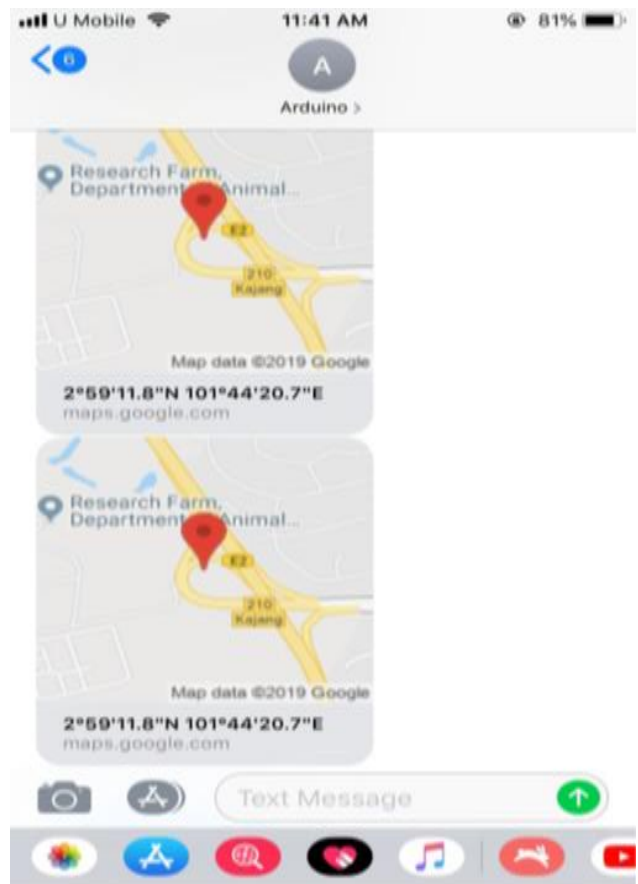 U Mobile 11:41 AM 81%
6
A
Arduino >
Research Farm,
Department Animal...
E2
210
Kajang
Map data ©2019 Google
2°59'11.8"N 101°44'20.7"E
maps.google.com
Research Farm,
Department Animal...
E2
210
Kajang
Map data ©2019 Google
2°59'11.8"N 101°44'20.7"E
maps.google.com
Text Message